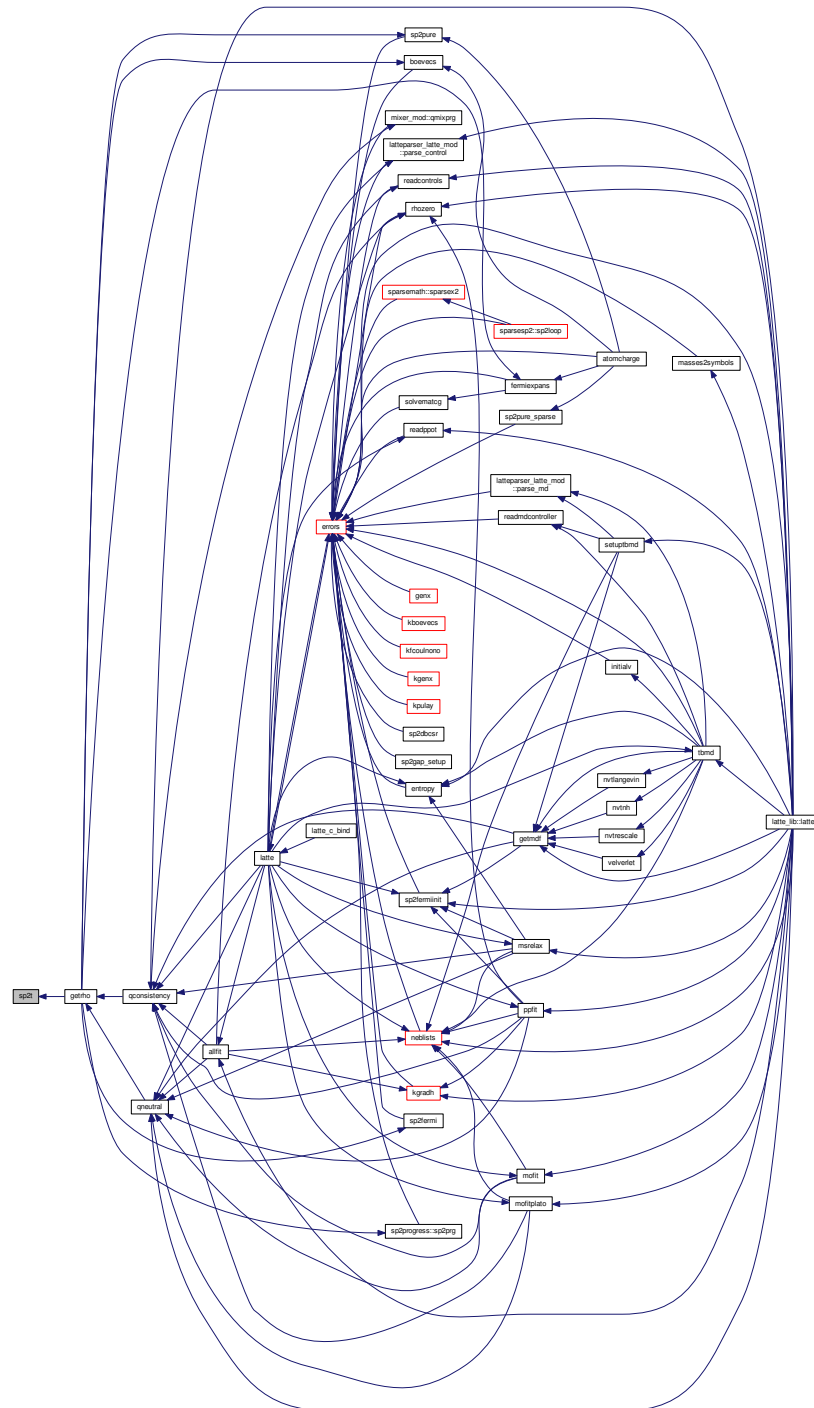 sp2pure
boevecs
mixer_mod::qmixprg
latteparser_latte_mod
::parse_control
readcontrols
rhozero
sparsemath::sparsex2
sparsesp2::sp2loop
atomcharge
masses2symbols
fermiexpans
solvematcg
sp2pure_sparse
readppot
latteparser_latte_mod
::parse_md
readmdcontroller
errors
setuptbmd
genx
kboevecs
kfcoulnono
kgenx
initialv
kpulay
sp2dbcsr
tbmd
sp2gap_setup
nvtlangevin
entropy
nvtnh
latte_lib::latte
latte_c_bind
nvtrescale
getmdf
latte
velverlet
sp2fermiinit
msrelax
sp2t
getrho
qconsistency
ppfit
neblists
allfit
kgradh
qneutral
sp2fermi
mofit
mofitplato
sp2progress::sp2prg